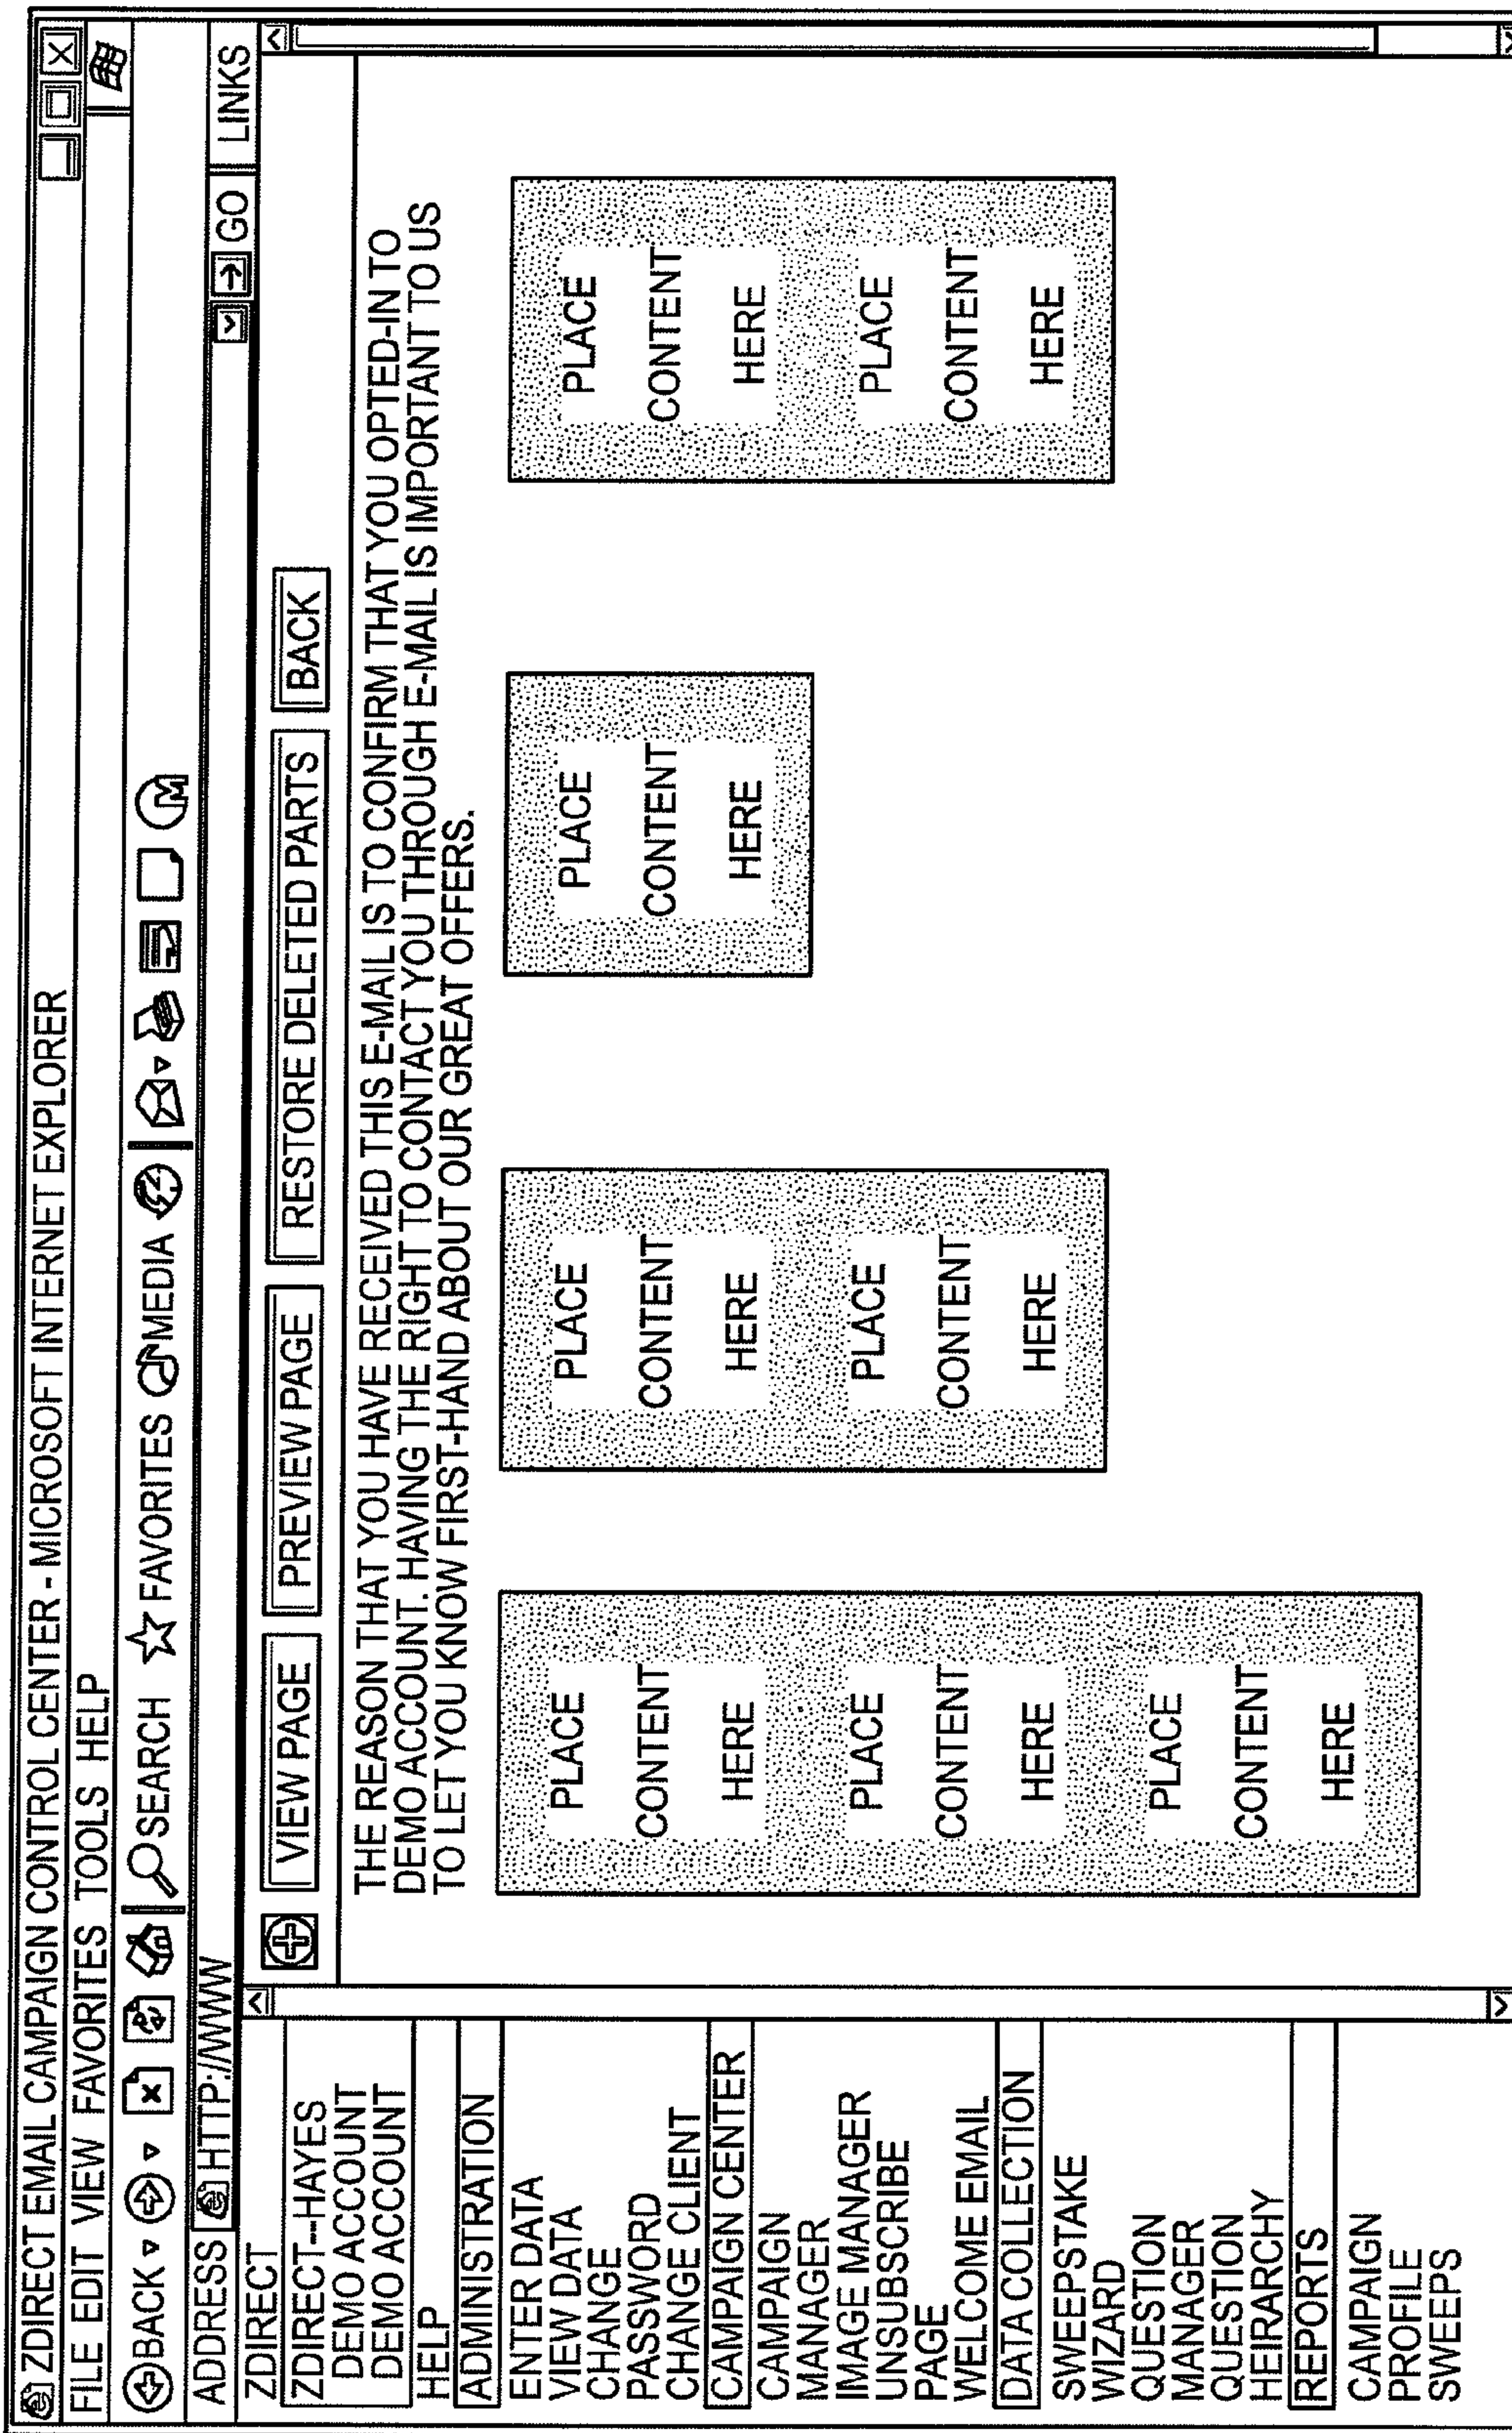 ZDIRECT EMAIL CAMPAIGN CONTROL CENTER - MICROSOFT INTERNET EXPLORER
FILE EDIT VIEW FAVORITES TOOLS HELP
BACK SEARCH FAVORITES MEDIA M
ADDRESS HTTP://WWW GO LINKS
ZDIRECT
ZDIRECT---HAYES
DEMO ACCOUNT
DEMO ACCOUNT
HELP
ADMINISTRATION
ENTER DATA
VIEW DATA
CHANGE
PASSWORD
CHANGE CLIENT
CAMPAIGN CENTER
CAMPAIGN
MANAGER
IMAGE MANAGER
UNSUBSCRIBE
PAGE
WELCOME EMAIL
DATA COLLECTION
SWEEPSTAKE
WIZARD
QUESTION
MANAGER
QUESTION
HEIRARCHY
REPORTS
CAMPAIGN
PROFILE
SWEEPS
VIEW PAGE PREVIEW PAGE RESTORE DELETED PARTS BACK
THE REASON THAT YOU HAVE RECEIVED THIS E-MAIL IS TO CONFIRM THAT YOU OPTED-IN TO
DEMO ACCOUNT. HAVING THE RIGHT TO CONTACT YOU THROUGH E-MAIL IS IMPORTANT TO US
TO LET YOU KNOW FIRST-HAND ABOUT OUR GREAT OFFERS.
PLACE
CONTENT
HERE
PLACE
CONTENT
HERE
PLACE
CONTENT
HERE
PLACE
CONTENT
HERE
PLACE
CONTENT
HERE
PLACE
CONTENT
HERE
PLACE
CONTENT
HERE
PLACE
CONTENT
HERE